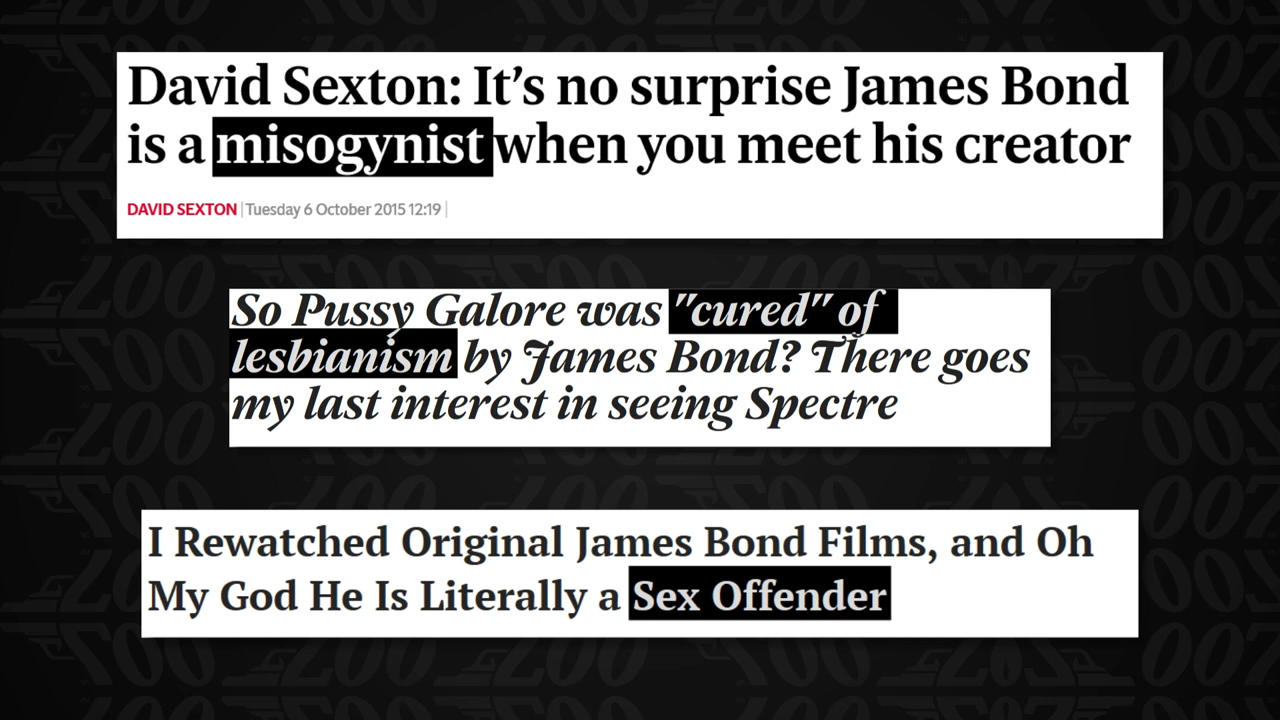 David Sexton: It’s no surprise James Bond
is a misogynist when you meet his creator
DAVID SEXTON | Tuesday 6 October 2015 12:19 |
So Pussy Galore was "cured" of
lesbianism by James Bond? There goes
my last interest in seeing Spectre
I Rewatched Original James Bond Films, and Oh
My God He Is Literally a Sex Offender